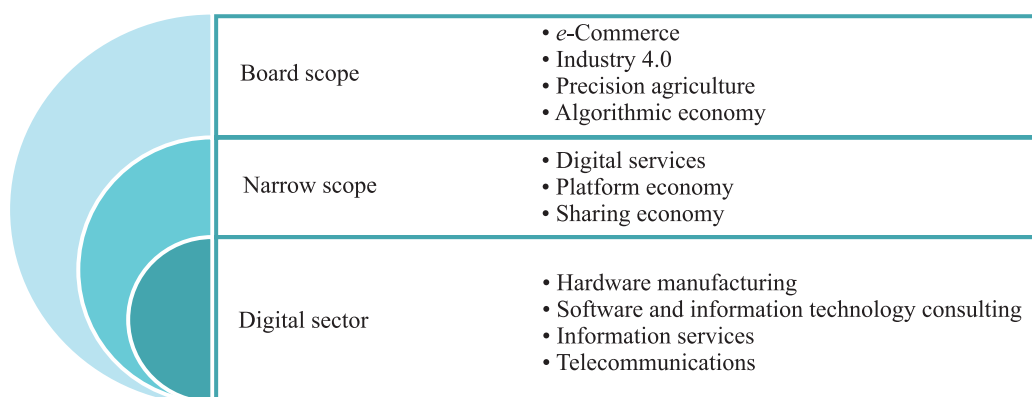 Board scope
• e-Commerce
• Industry 4.0
• Precision agriculture
• Algorithmic economy
Narrow scope
• Digital services
• Platform economy
• Sharing economy
Digital sector
• Hardware manufacturing
• Software and information technology consulting
• Information services
• Telecommunications